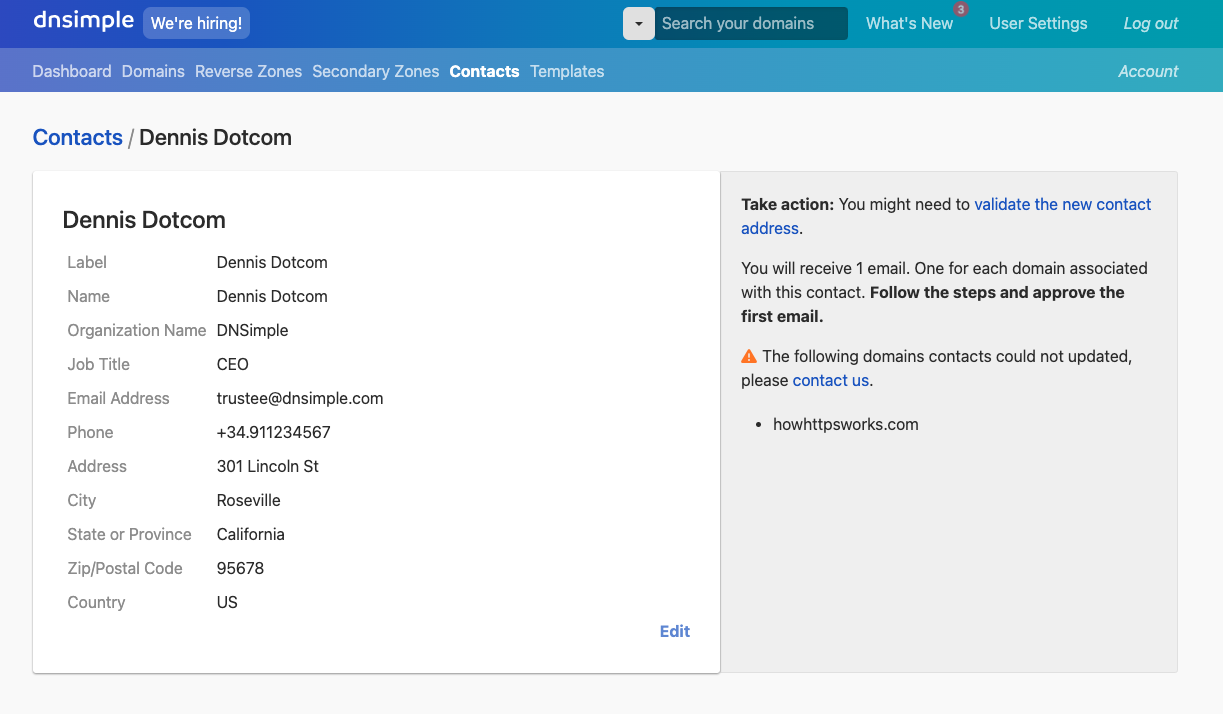 dnsimple We're hiring! Search your domains What's New 3 User Settings Log out
Dashboard Domains Reverse Zones Secondary Zones Contacts Templates Account
Contacts / Dennis Dotcom
Dennis Dotcom
Label Dennis Dotcom
Name Dennis Dotcom
Organization Name DNSimple
Job Title CEO
Email Address trustee@dnsimple.com
Phone +34.911234567
Address 301 Lincoln St
City Roseville
State or Province California
Zip/Postal Code 95678
Country US
Edit
Take action: You might need to validate the new contact
address.
You will receive 1 email. One for each domain associated
with this contact. Follow the steps and approve the
first email.
The following domains contacts could not updated,
please contact us.
• howhttpsworks.com